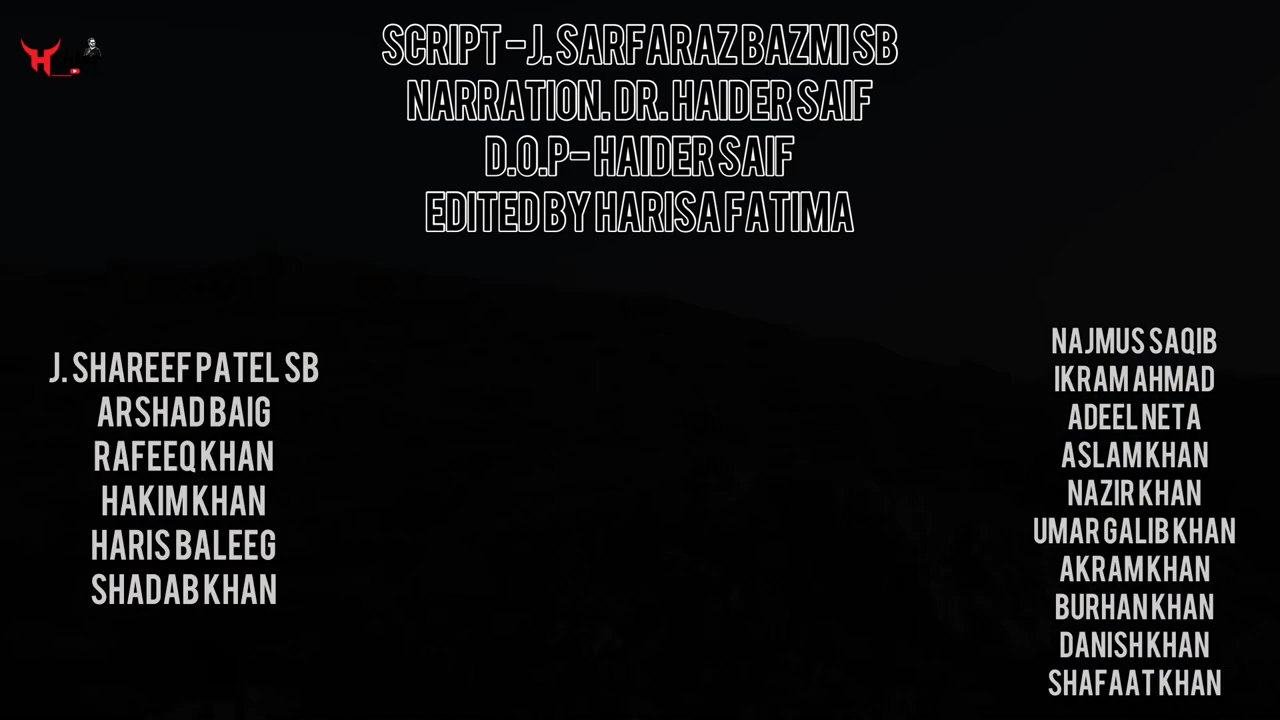 SCRIPT - J. SARFARAZ BAZMI SB
NARRATION. DR. HAIDER SAIF
D.O.P- HAIDER SAIF
EDITED BY HARISA FATIMA
J. SHAREEF PATEL SB
ARSHAD BAIG
RAFEEQ KHAN
HAKIM KHAN
HARIS BALEEG
SHADAB KHAN
NAJMUS SAQIB
IKRAM AHMAD
ADEEL NETA
ASLAM KHAN
NAZIR KHAN
UMAR GALIB KHAN
AKRAM KHAN
BURHAN KHAN
DANISH KHAN
SHAFAAT KHAN